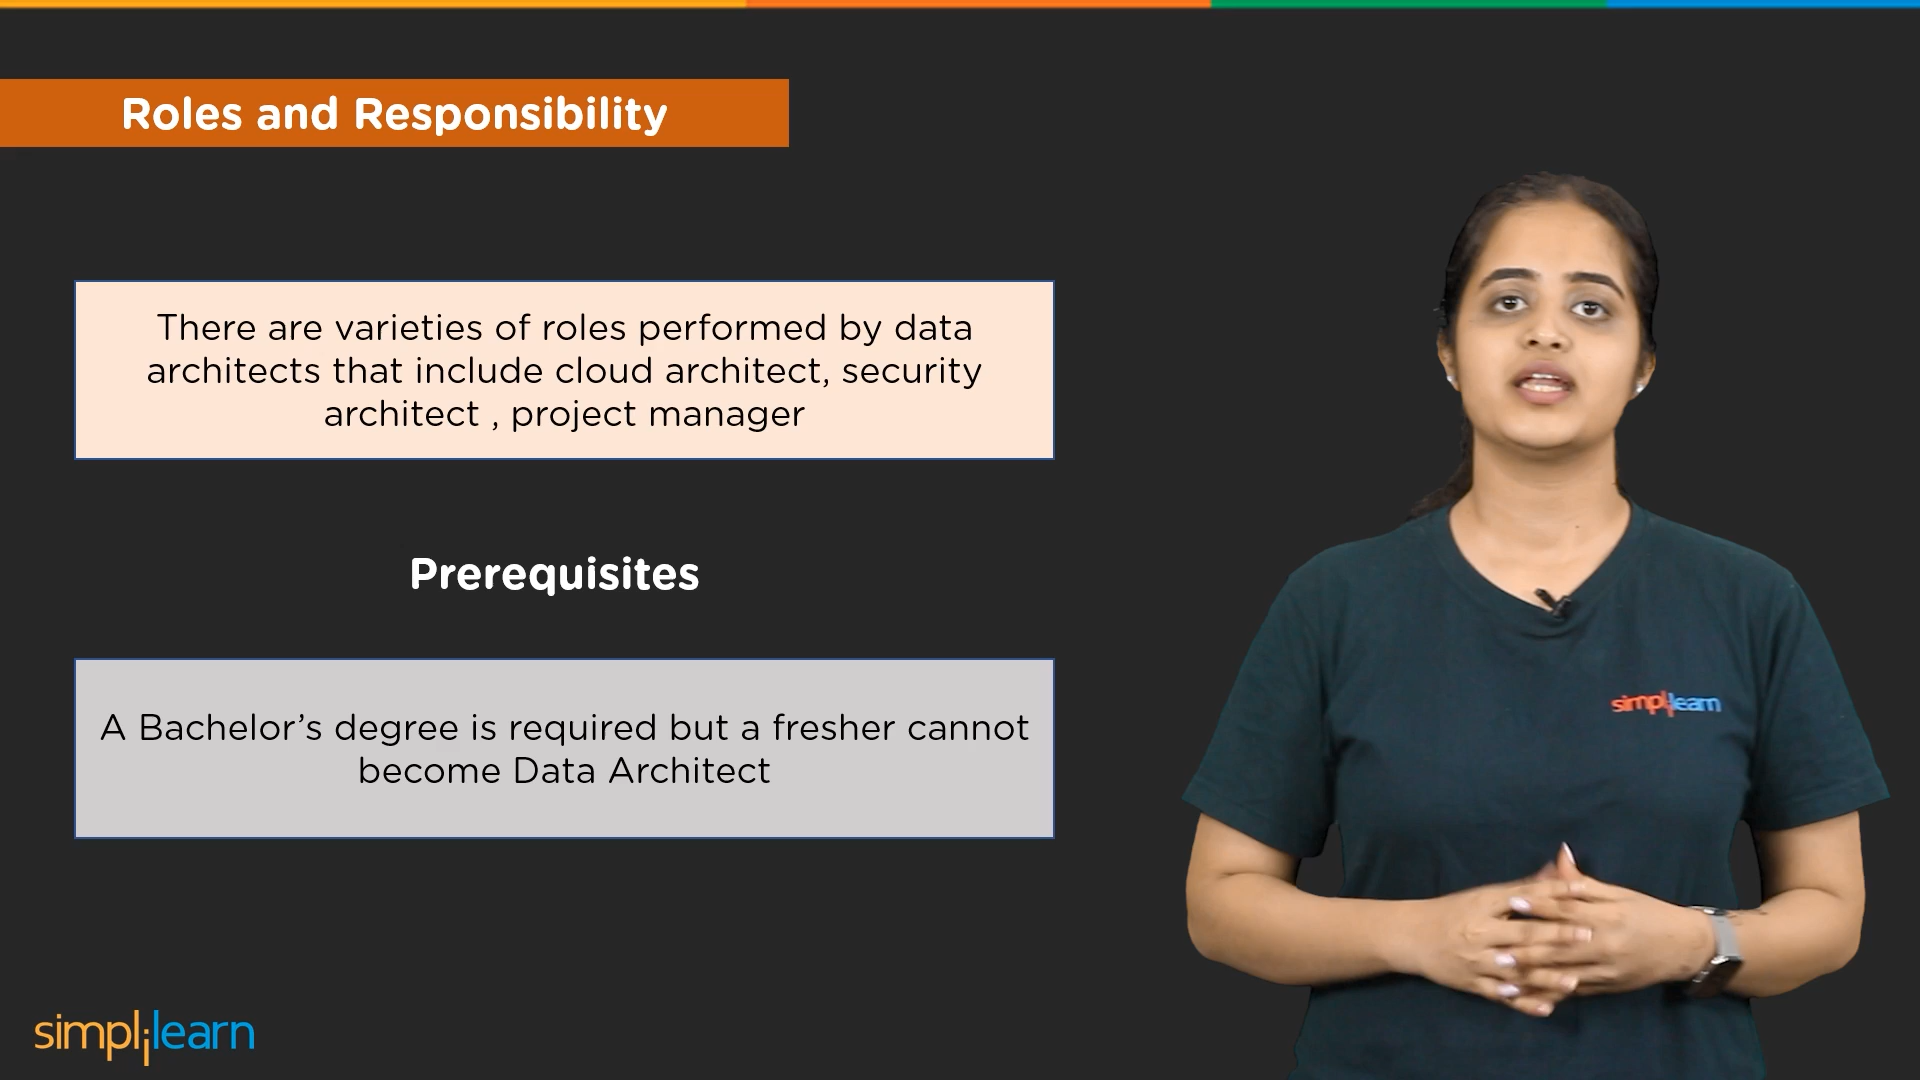 Roles and Responsibility
There are varieties of roles performed by data
architects that include cloud architect, security
architect , project manager
Prerequisites
A Bachelor’s degree is required but a fresher cannot
become Data Architect
simplilearn
simplilearn